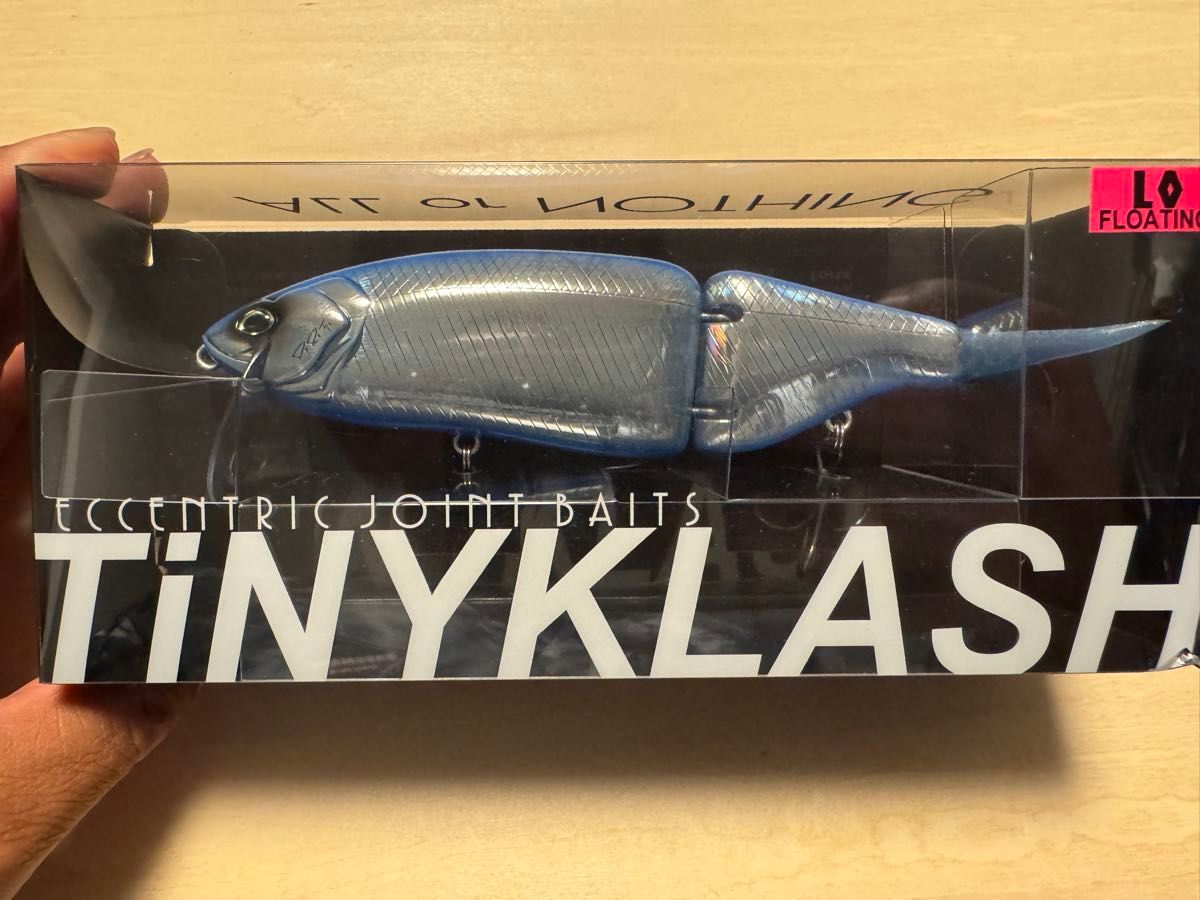 ALL or NOTHING
LO
FLOATING
ECCENTRIC JOINT BAITS
TiNYKLASH